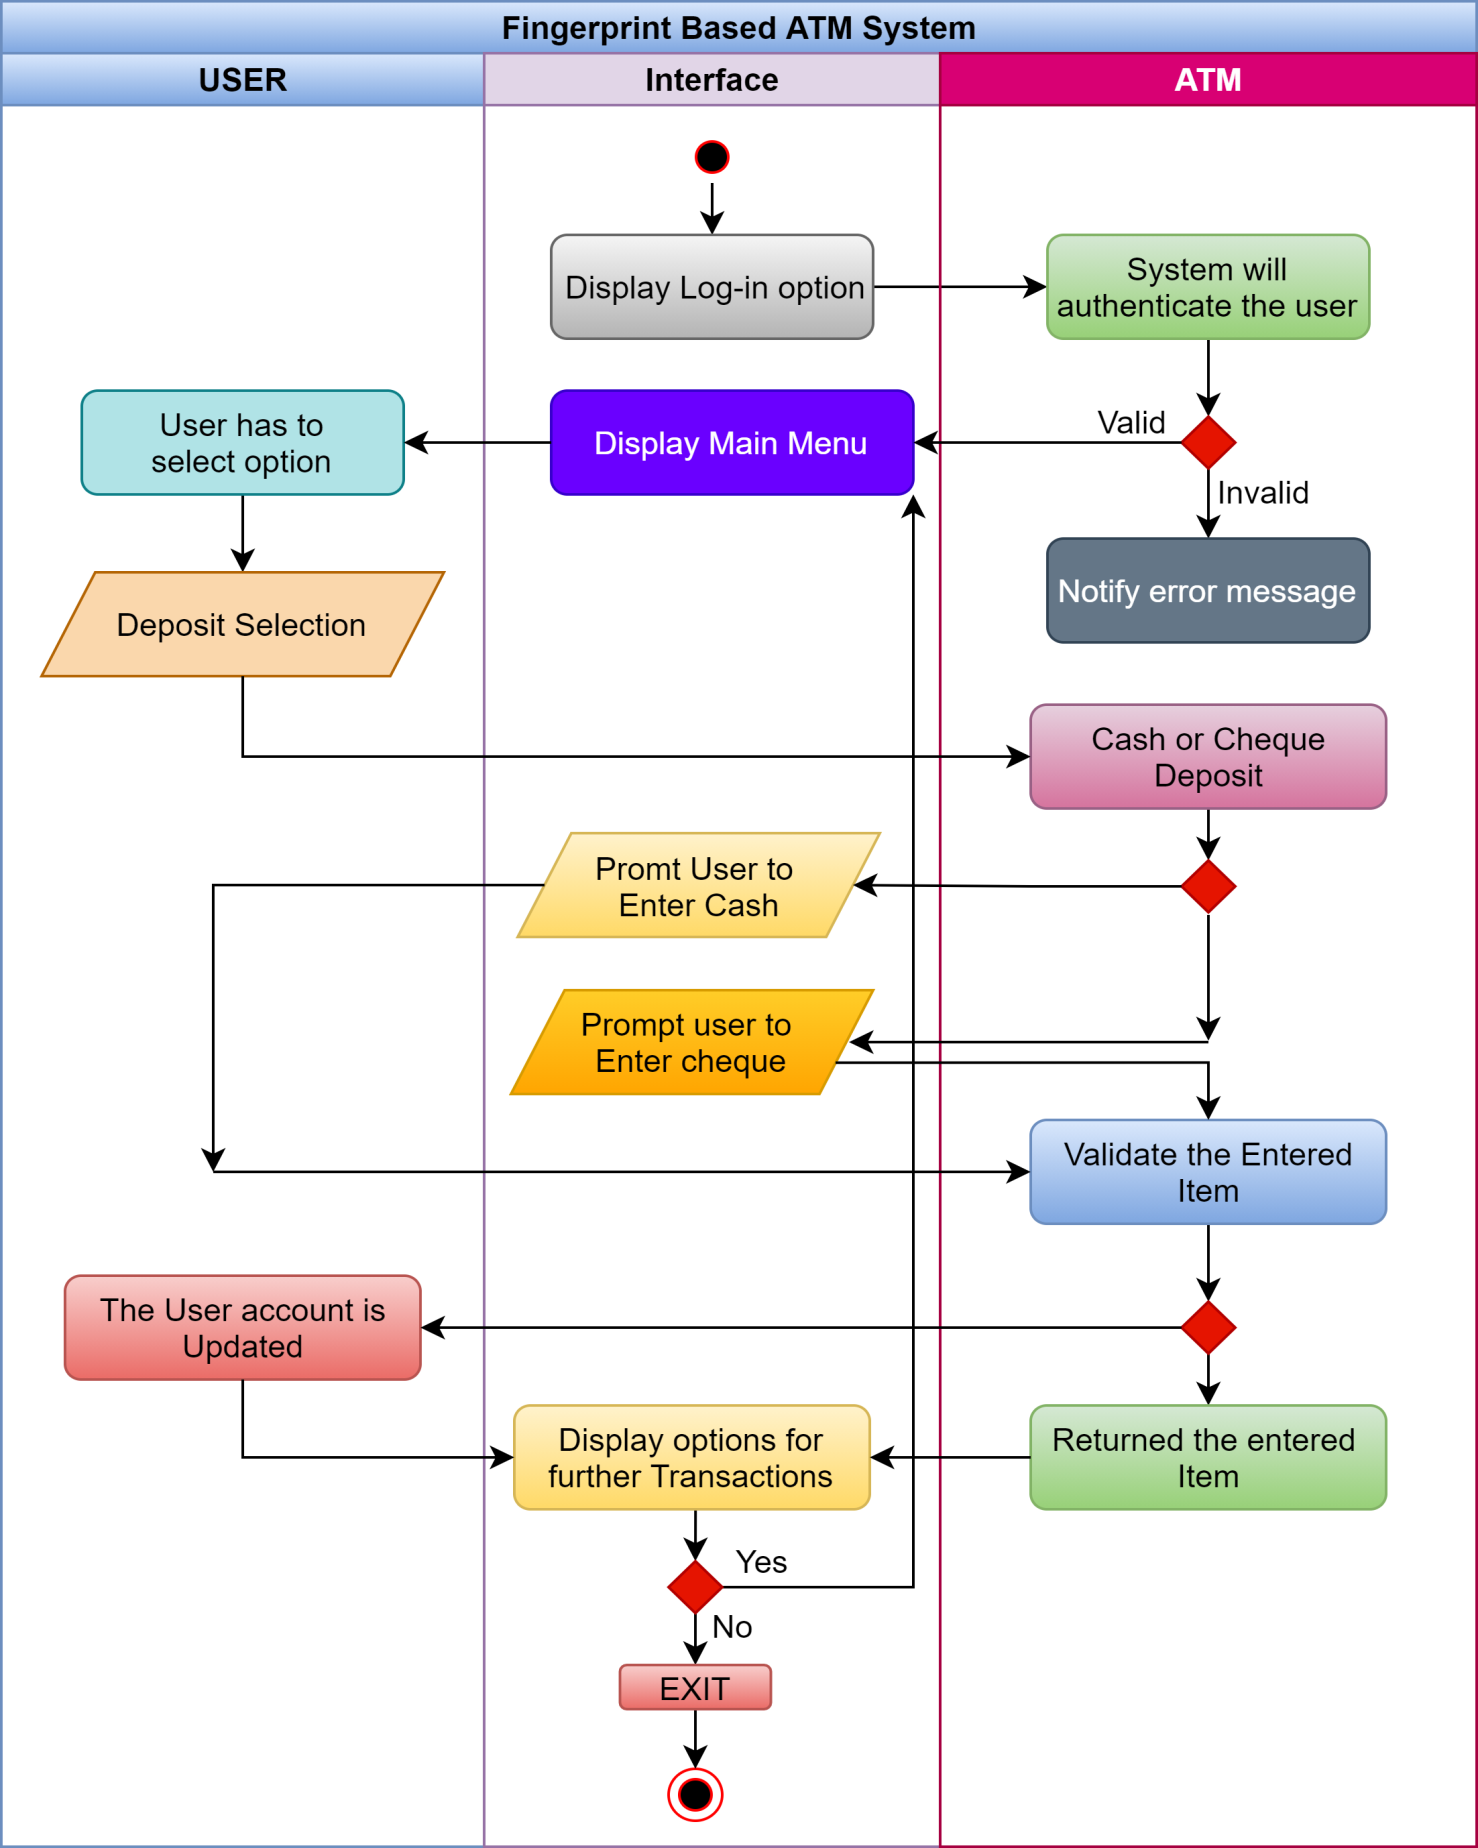 Fingerprint Based ATM System
USER
Interface
ATM
Display Log-in option
System will
authenticate the user
User has to
select option
Display Main Menu
Valid
Invalid
Notify error message
Deposit Selection
Cash or Cheque
Deposit
Promt User to
Enter Cash
Prompt user to
Enter cheque
Validate the Entered
Item
The User account is
Updated
Display options for
further Transactions
Returned the entered
Item
Yes
No
EXIT